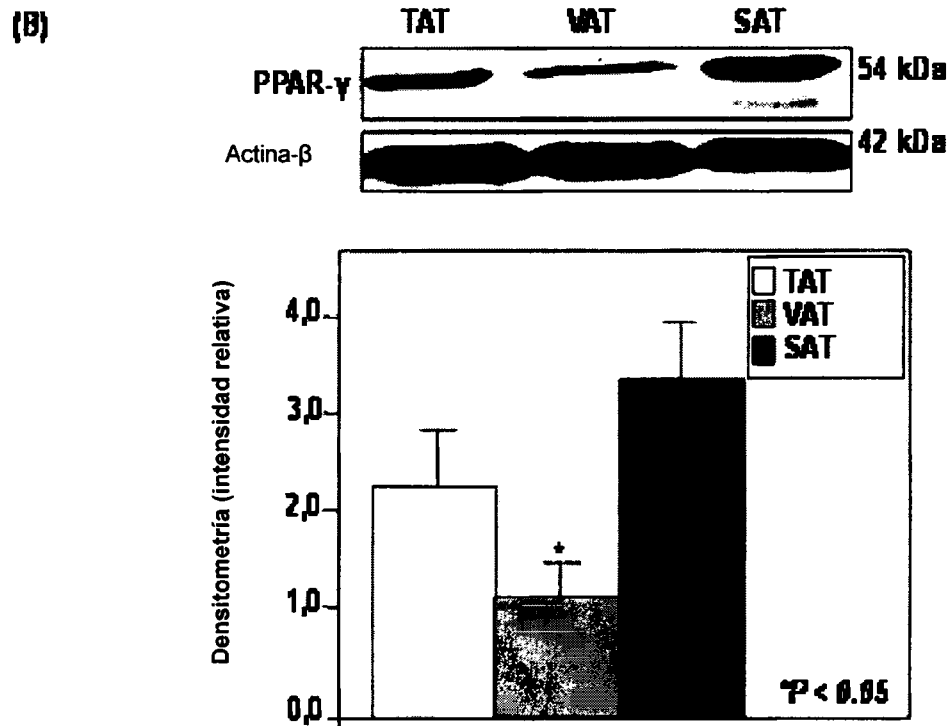 (B)
TAT VAT SAT
PPAR-γ 54 kDa
Actina-β 42 kDa
Densitometría (intensidad relativa)
4,0
3,0
2,0
1,0
0,0
TAT
VAT
SAT
*
*P < 0.05